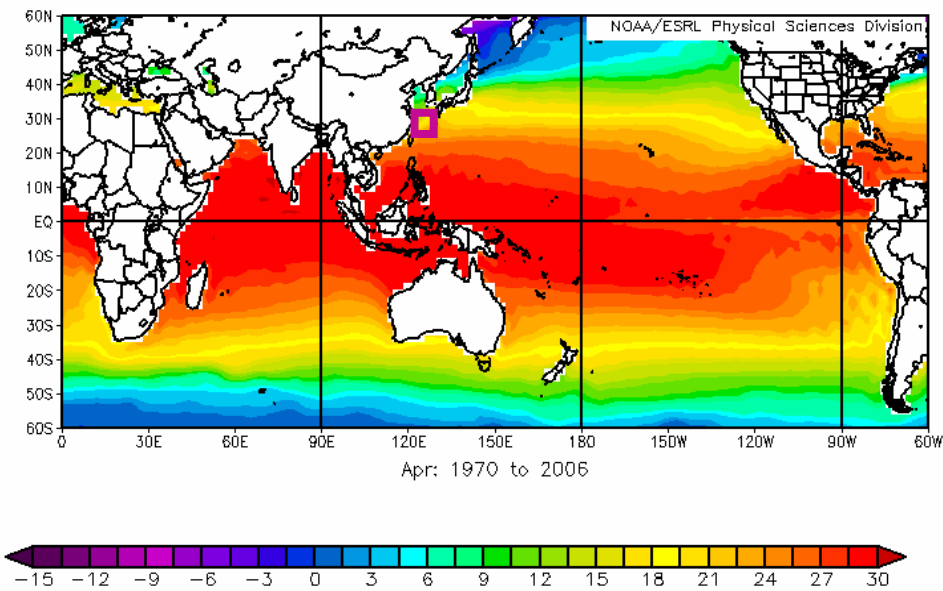 60N
NOAA/ESRL Physical Sciences Division
50N
40N
30N
20N
10N
EQ
10S
20S
30S
40S
50S
60S
0 30E 60E 90E 120E 150E 180 150W 120W 90W 60W
Apr: 1970 to 2006
−15 −12 −9 −6 −3 0 3 6 9 12 15 18 21 24 27 30